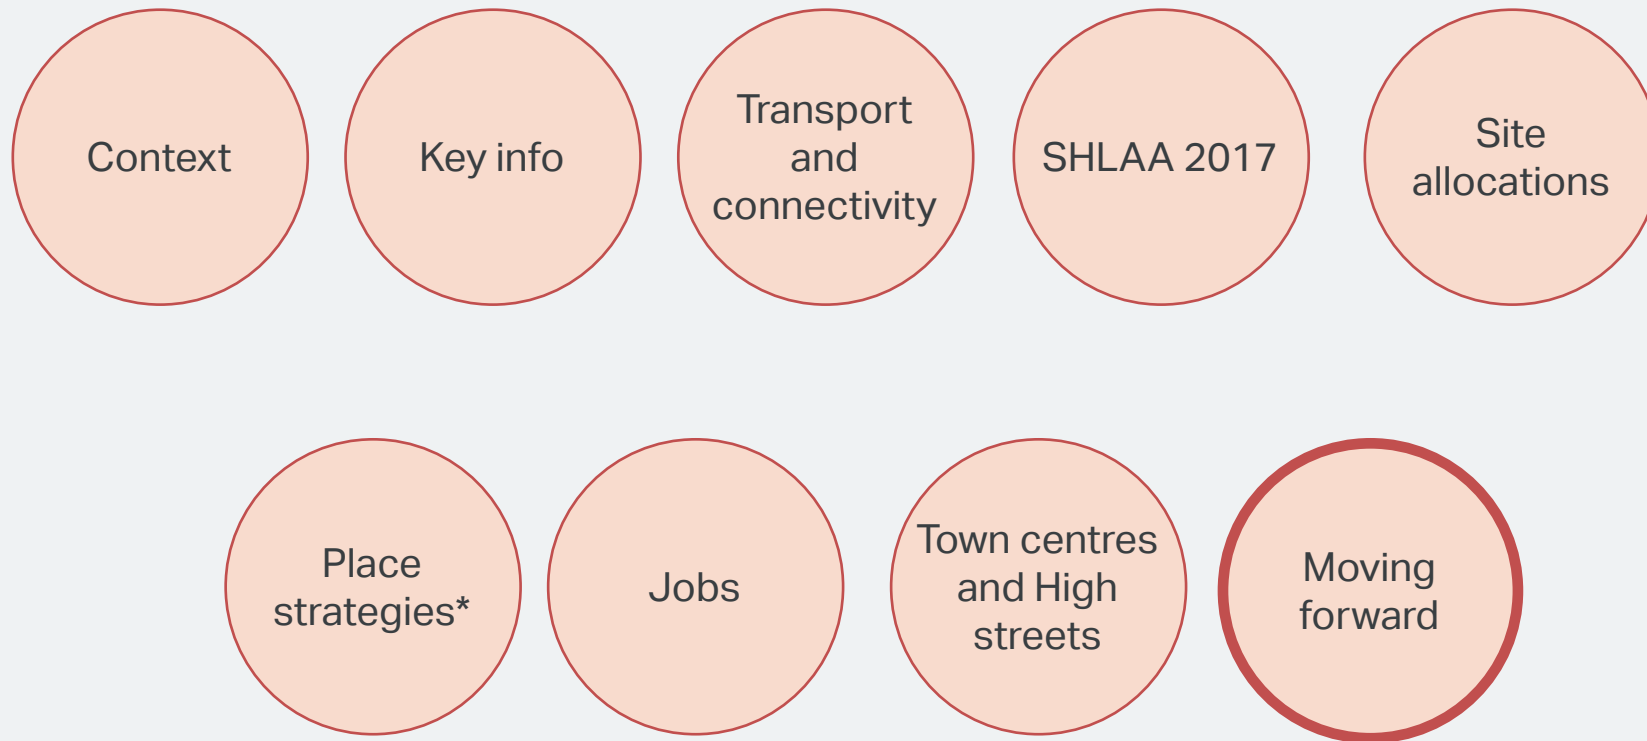 Context
Key info
Transport
and
connectivity
SHLAA 2017
Site
allocations
Place
strategies*
Jobs
Town centres
and High
streets
Moving
forward